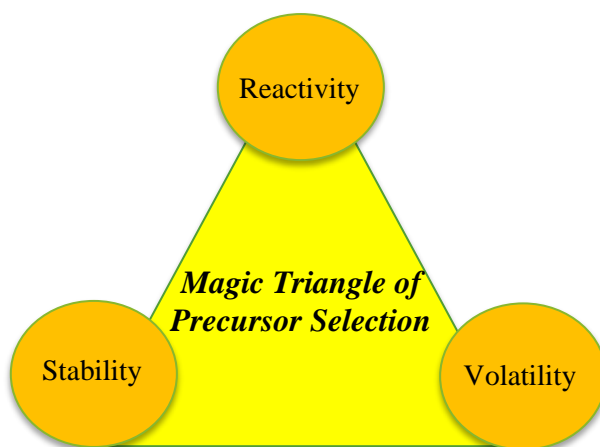 Reactivity
Magic Triangle of
Precursor Selection
Stability
Volatility